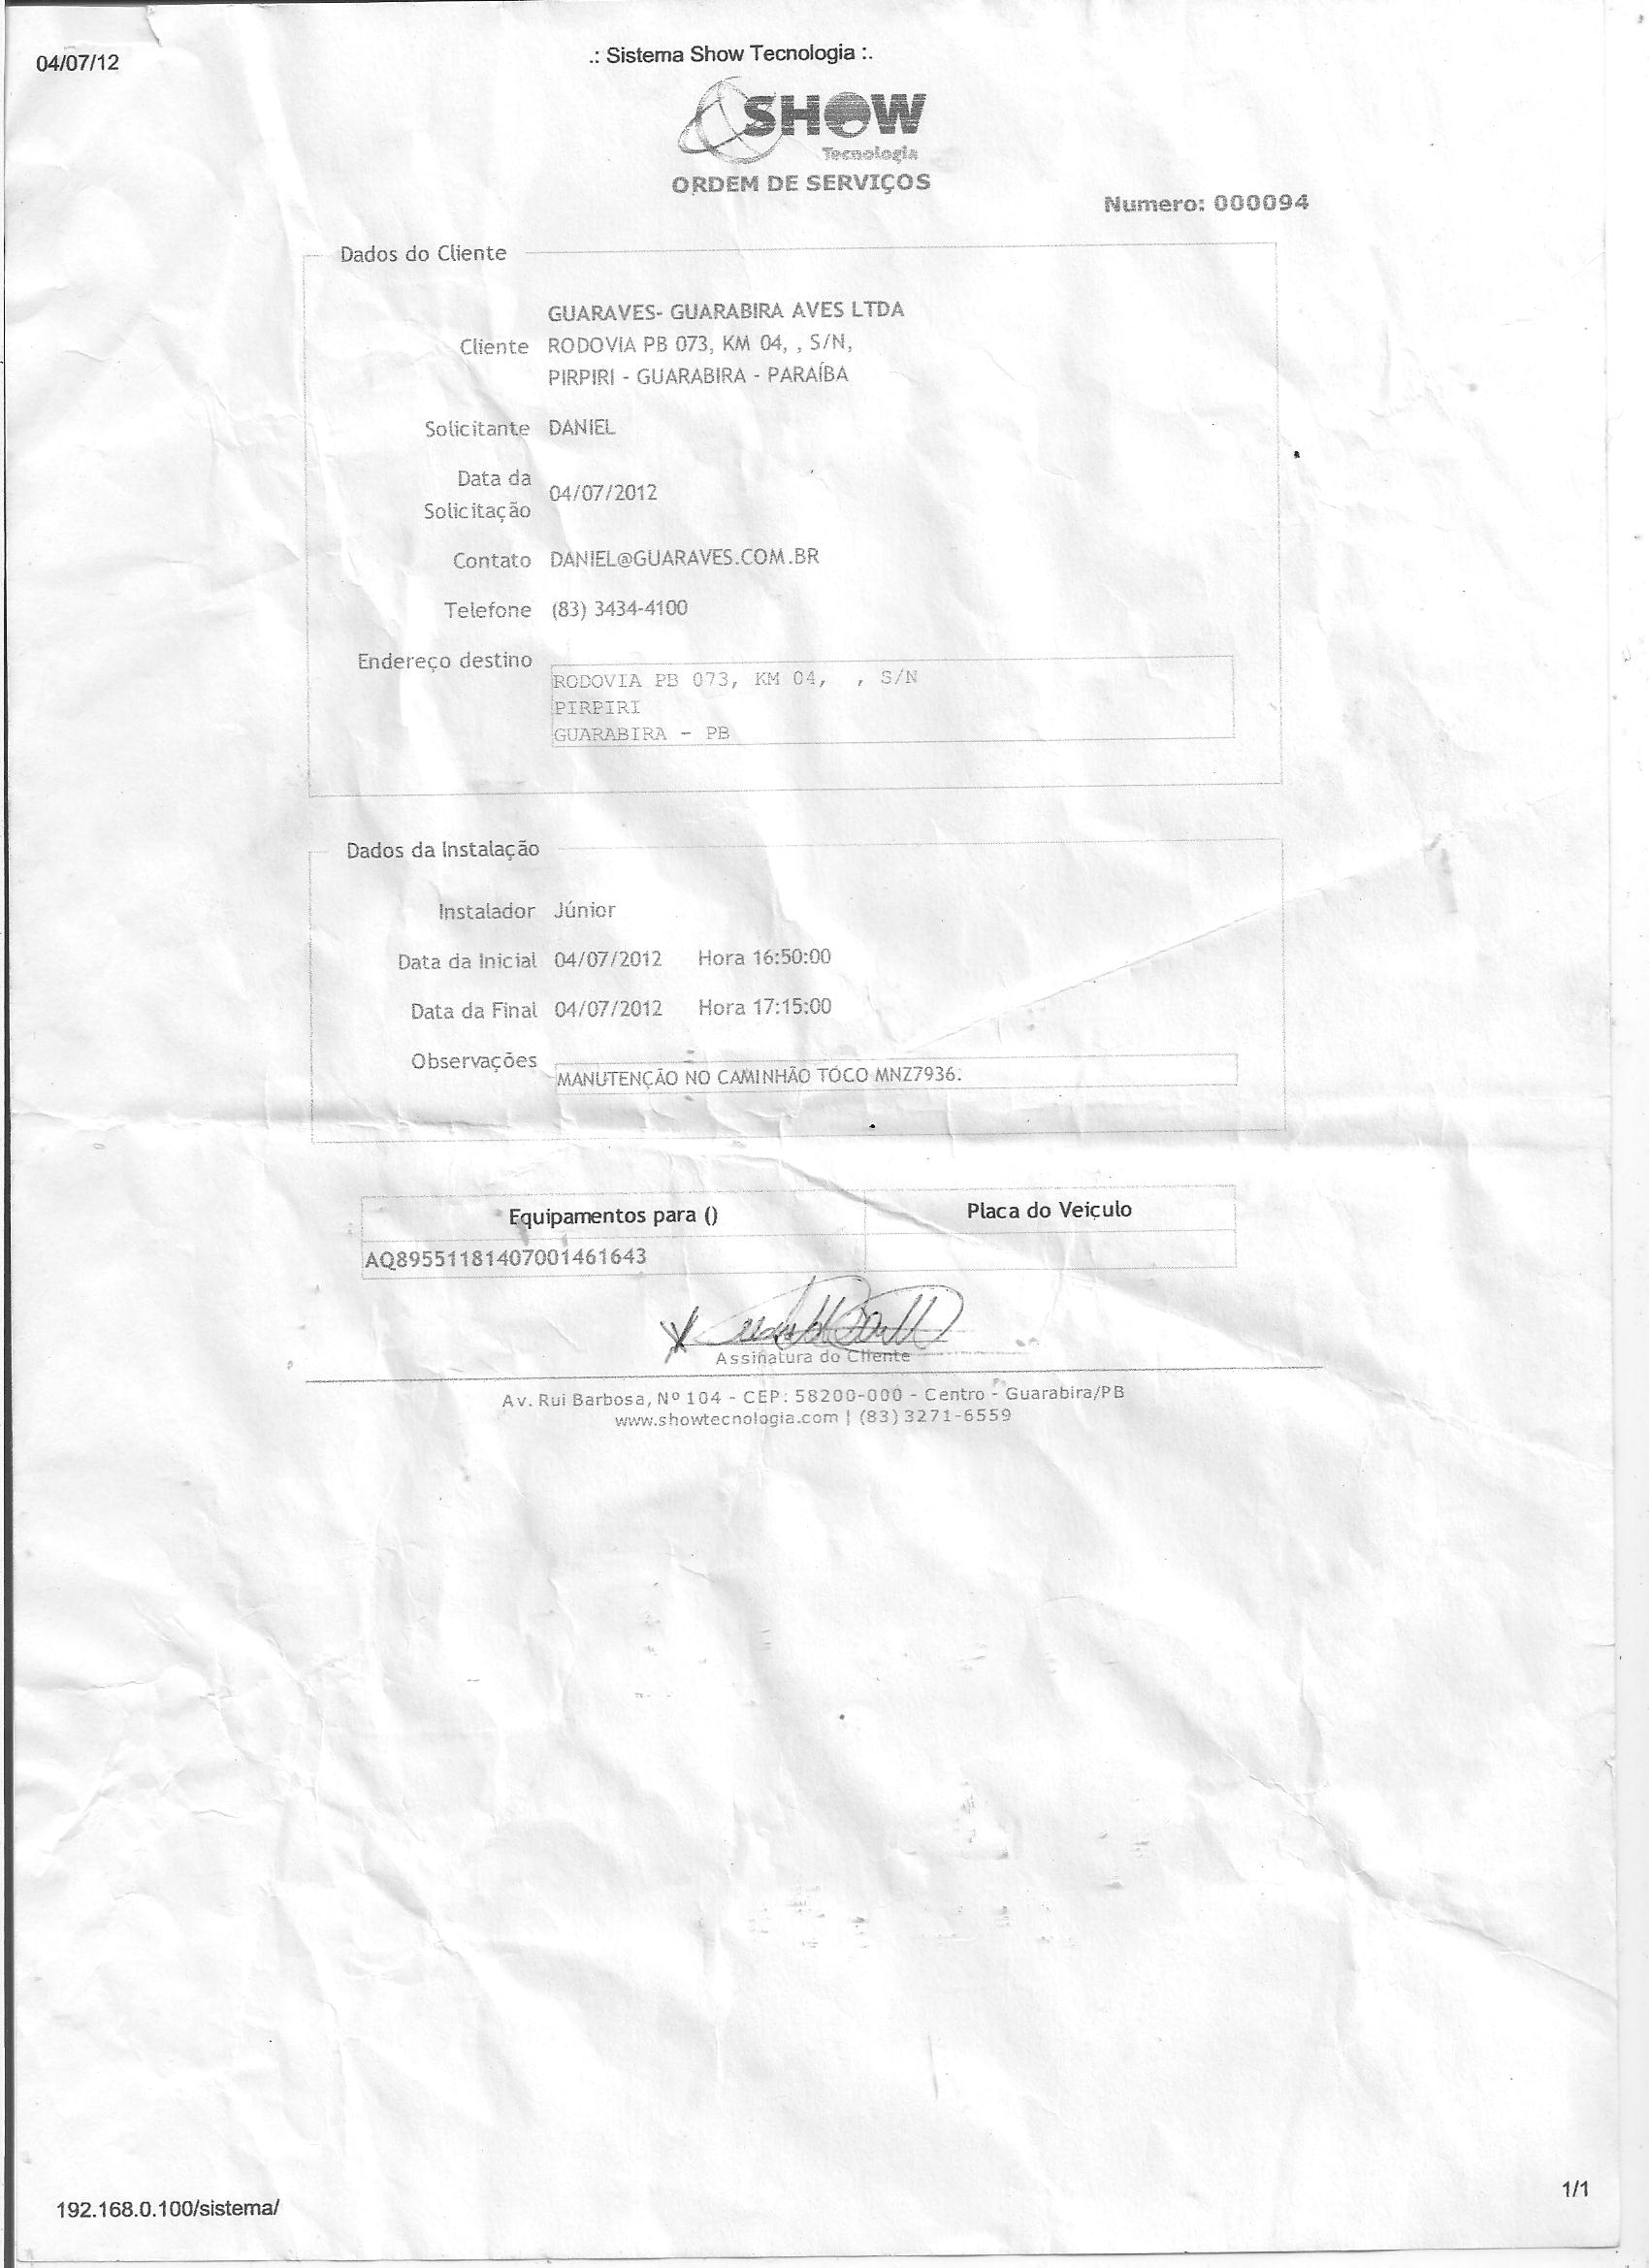 04/07/12
.: Sistema Show Tecnologia :.
SHOW
Tecnologia
ORDEM DE SERVIÇOS
Numero: 000094
Dados do Cliente
GUARAVES- GUARABIRA AVES LTDA
Cliente RODOVIA PB 073, KM 04, , S/N,
PIRPIRI - GUARABIRA - PARAÍBA
Solicitante DANIEL
Data da
Solicitação 04/07/2012
Contato DANIEL@GUARAVES.COM.BR
Telefone (83) 3434-4100
Endereço destino
RODOVIA PB 073, KM 04, , S/N
PIRPIRI
GUARABIRA - PB
Dados da Instalação
Instalador Júnior
Data da Inicial 04/07/2012 Hora 16:50:00
Data da Final 04/07/2012 Hora 17:15:00
Observações
MANUTENÇÃO NO CAMINHÃO TOCO MNZ7936.
Equipamentos para () Placa do Veiculo
AQ89551181407001461643
Assinatura do Cliente
Av. Rui Barbosa, Nº 104 - CEP: 58200-000 - Centro - Guarabira/PB
www.showtecnologia.com | (83) 3271-6559
192.168.0.100/sistema/
1/1